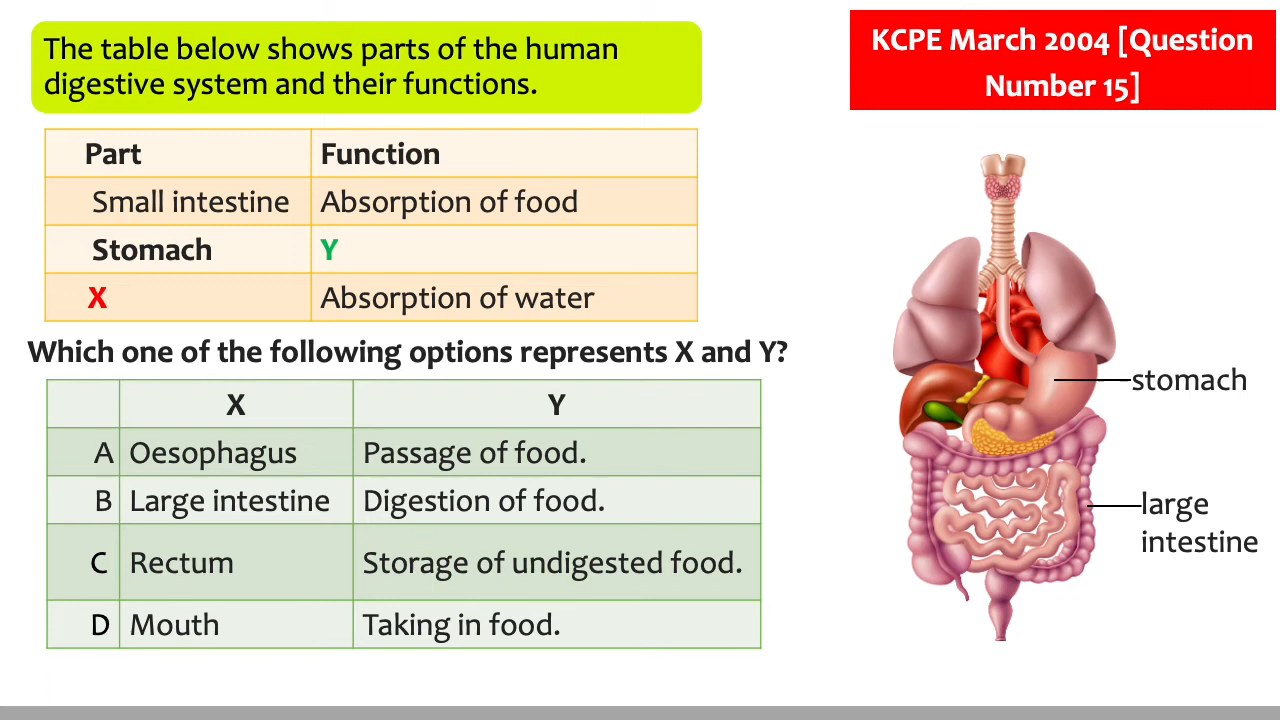 The table below shows parts of the human
digestive system and their functions.
KCPE March 2004 [Question
Number 15]
Part Function
Small intestine Absorption of food
Stomach Y
X Absorption of water
Which one of the following options represents X and Y?
X Y
A Oesophagus Passage of food.
B Large intestine Digestion of food.
C Rectum Storage of undigested food.
D Mouth Taking in food.
stomach
large
intestine